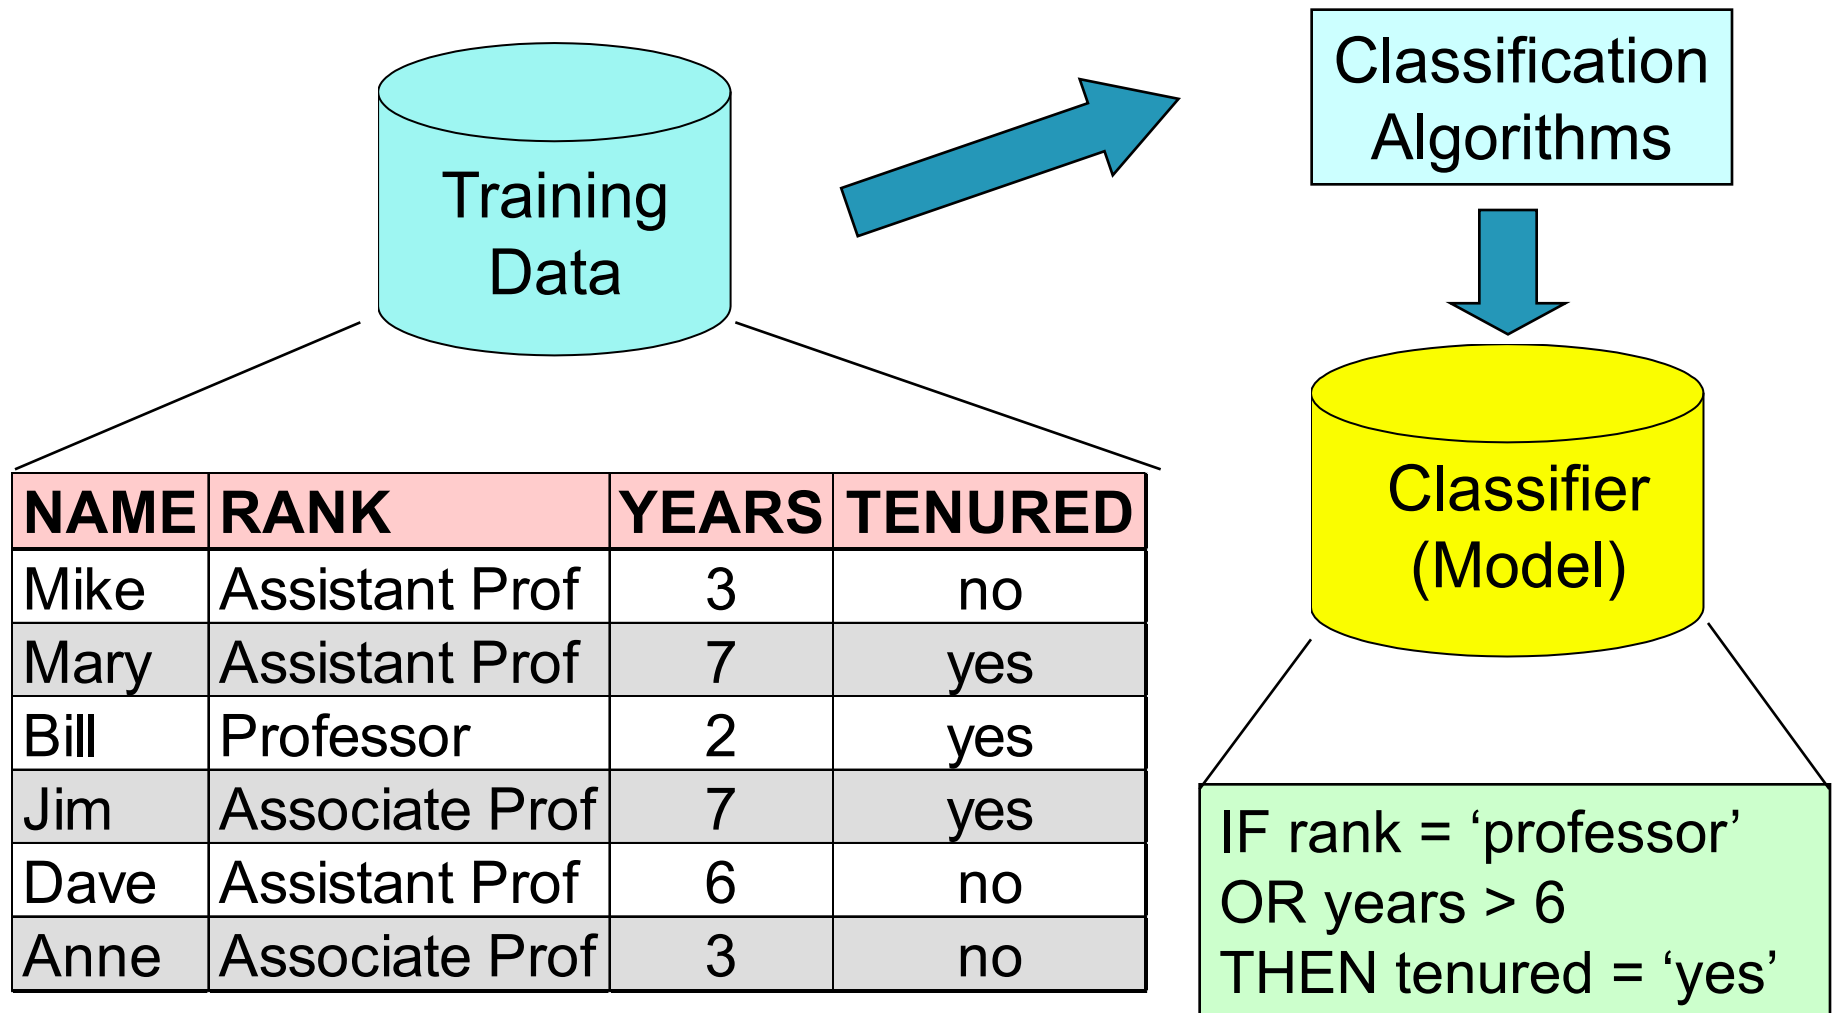 Training
Data
Classification
Algorithms
Classifier
(Model)
NAME RANK YEARS TENURED
Mike Assistant Prof 3 no
Mary Assistant Prof 7 yes
Bill Professor 2 yes
Jim Associate Prof 7 yes
Dave Assistant Prof 6 no
Anne Associate Prof 3 no
IF rank = ‘professor’
OR years > 6
THEN tenured = ‘yes’